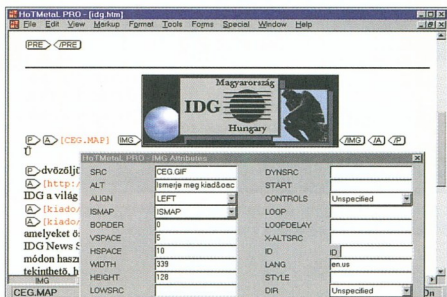 HoTMetaL PRO - [idg.htm]
File Edit View Markup Format Tools Forms Special Window Help
PRE /PRE
Magyarország
IDG
Hungary
P A [CEG.MAP] IMG /IMG /A /P
HoTMetaL PRO - IMG Attributes
P
A [http:/
IDG a világ
A [kiado/
A [kiado/
amelyeket ös
IDG News S
módon haszn
tekinthető, h
SRC CEG.GIF DYNSRC
ALT Ismerje meg kiad&oac START
ALIGN LEFT CONTROLS Unspecified
ISMAP ISMAP LOOP
BORDER 0 LOOPDELAY
VSPACE 5 X-ALTSRC
HSPACE 10 ID ID
WIDTH 339 LANG en.us
HEIGHT 128 STYLE
LOWSRC DIR Unspecified
IMG
CEG.MAP